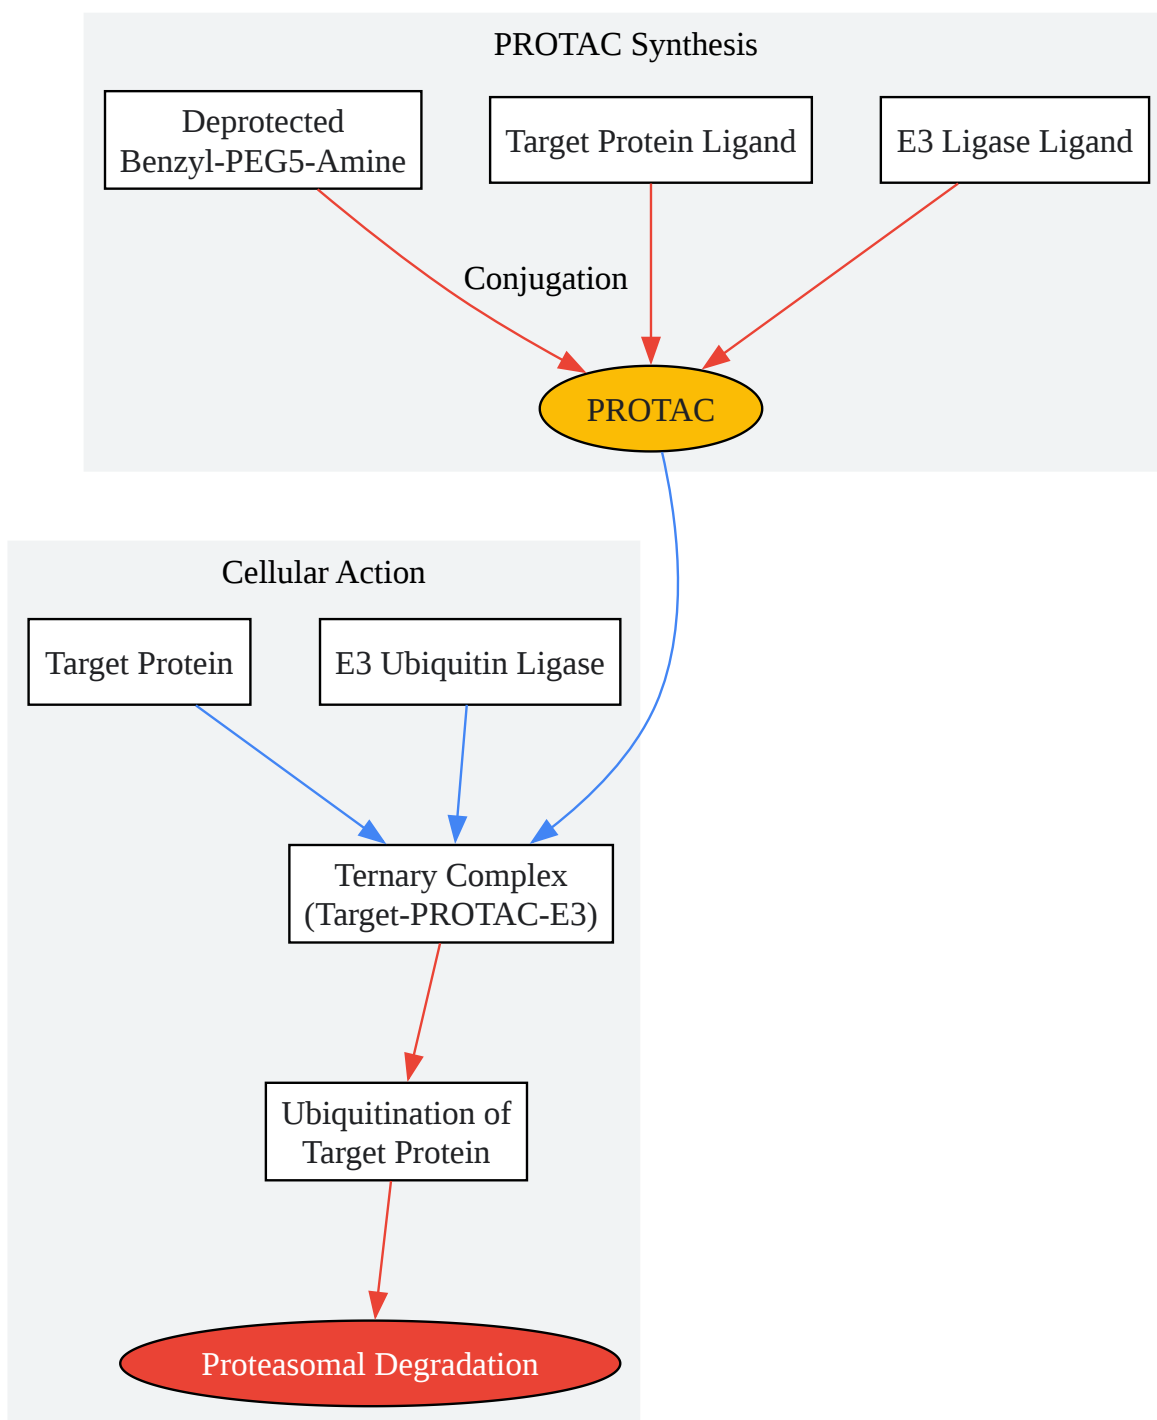 PROTAC Synthesis
Deprotected
Benzyl-PEG5-Amine
Target Protein Ligand
E3 Ligase Ligand
Conjugation
PROTAC
Cellular Action
Target Protein
E3 Ubiquitin Ligase
Ternary Complex
(Target-PROTAC-E3)
Ubiquitination of
Target Protein
Proteasomal Degradation